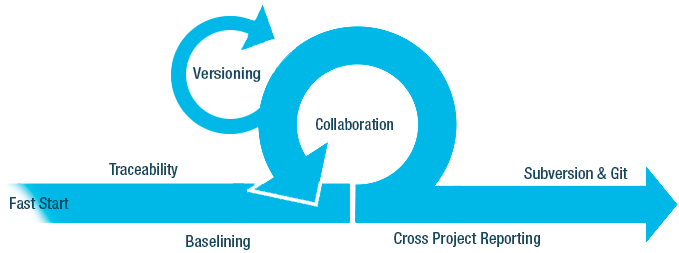 Versioning
Collaboration
Traceability
Subversion & Git
Fast Start
Baselining
Cross Project Reporting